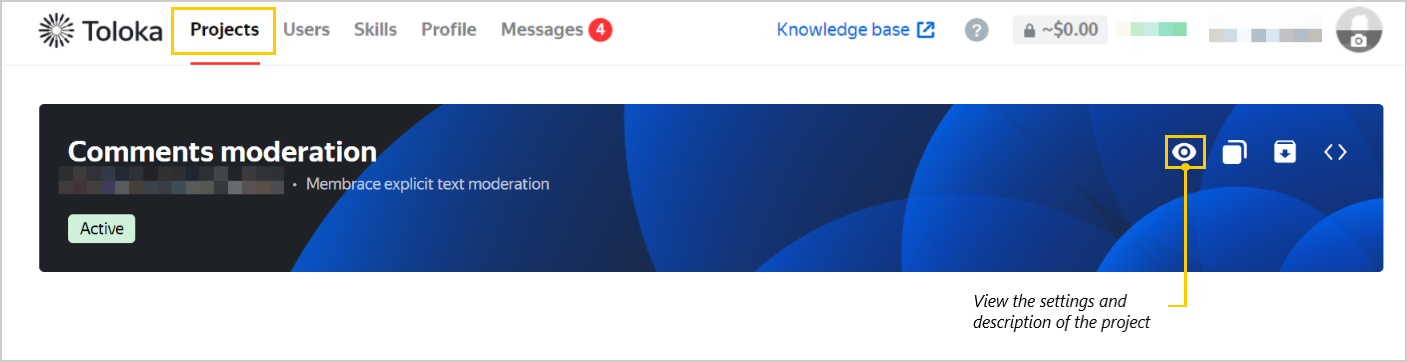 Toloka Projects Users Skills Profile Messages 4 Knowledge base ? ~$0.00
Comments moderation
• Membrace explicit text moderation
Active
View the settings and
description of the project